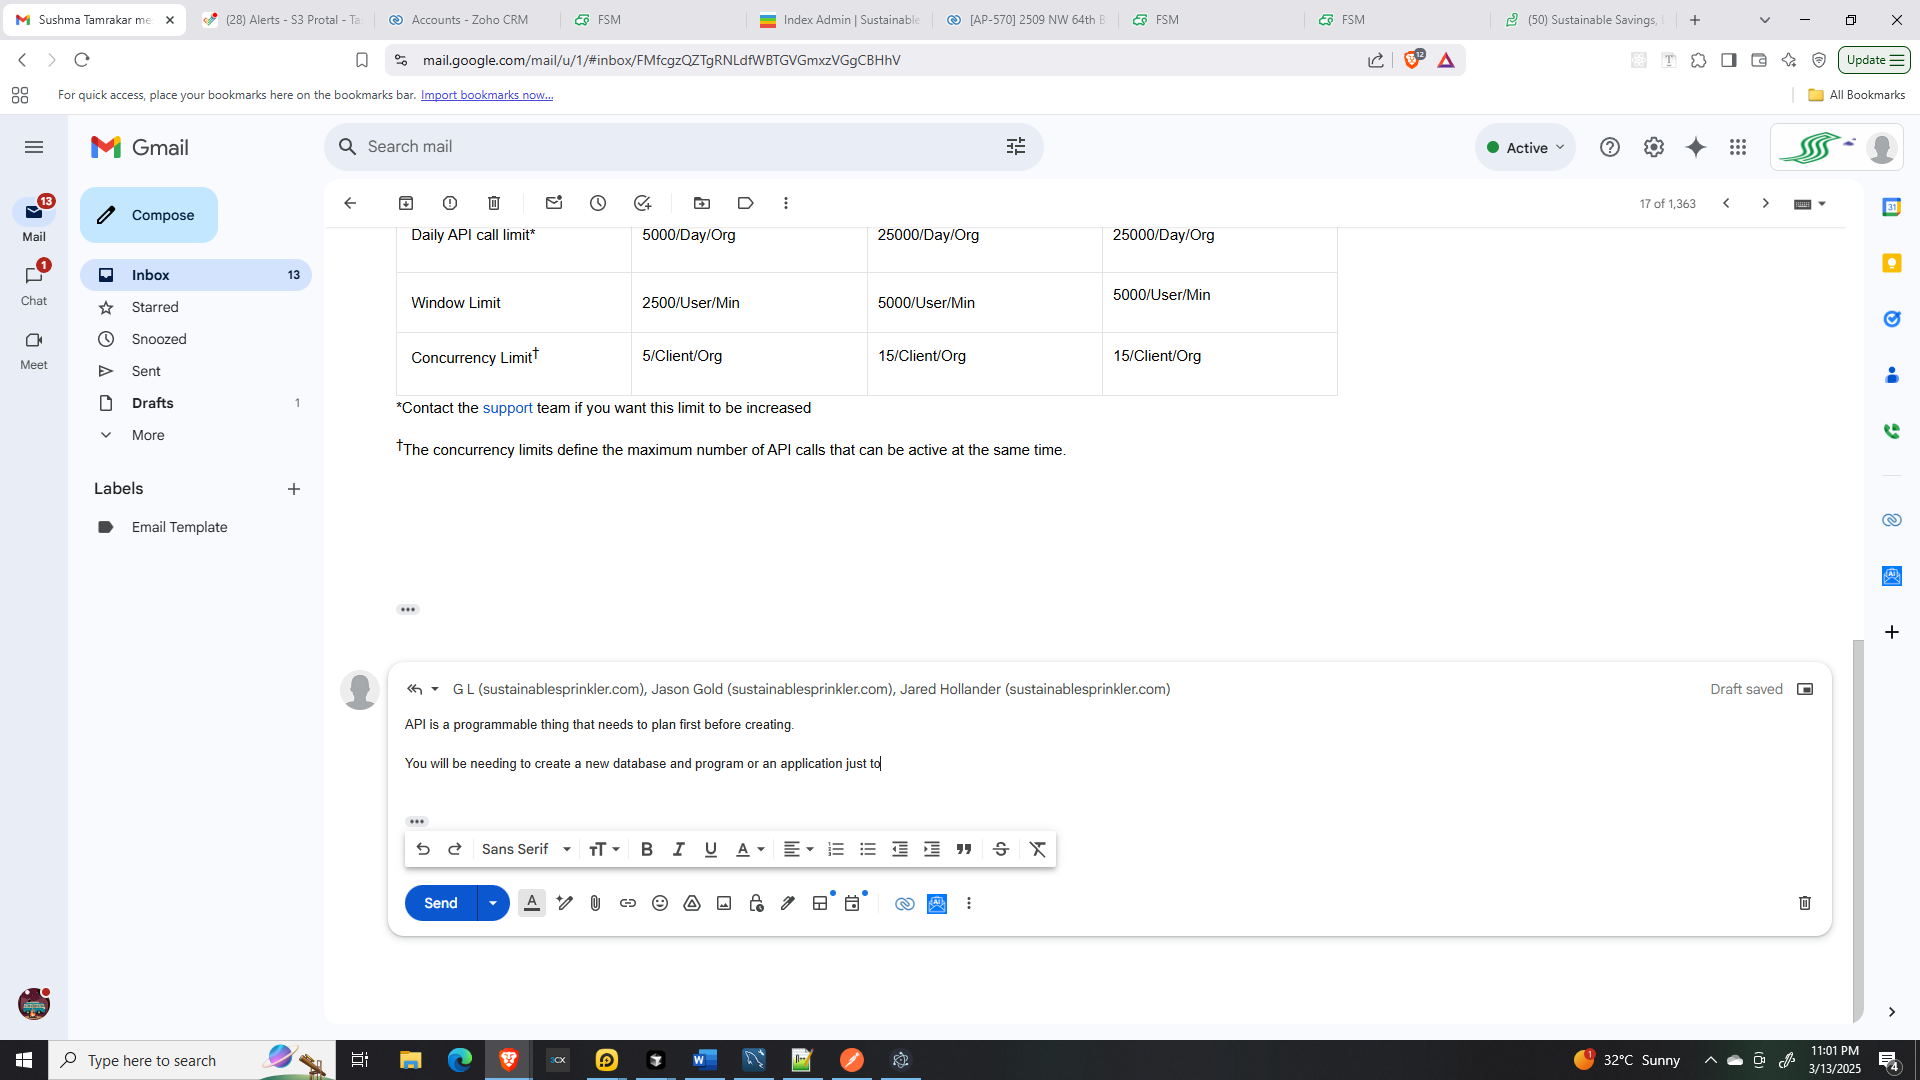 Sushma Tamrakar me
(28) Alerts - S3 Protal - Ta
Accounts - Zoho CRM
FSM
Index Admin | Sustainable
[AP-570] 2509 NW 64th B
FSM
FSM
(50) Sustainable Savings,
mail.google.com/mail/u/1/#inbox/FMfcgzQZTgRNLdfWBTGVGmxzVGgCBHhV
12
Update
For quick access, place your bookmarks here on the bookmarks bar. Import bookmarks now...
All Bookmarks
Gmail
Search mail
Active
13
Mail
1
Chat
Meet
Compose
Inbox 13
Starred
Snoozed
Sent
Drafts 1
More
Labels
Email Template
17 of 1,363
31
Daily API call limit* 5000/Day/Org 25000/Day/Org 25000/Day/Org
Window Limit 2500/User/Min 5000/User/Min 5000/User/Min
Concurrency Limit† 5/Client/Org 15/Client/Org 15/Client/Org
*Contact the support team if you want this limit to be increased
†The concurrency limits define the maximum number of API calls that can be active at the same time.
G L (sustainablesprinkler.com), Jason Gold (sustainablesprinkler.com), Jared Hollander (sustainablesprinkler.com)
Draft saved
API is a programmable thing that needs to plan first before creating.
You will be needing to create a new database and program or an application just to
Sans Serif
Send
Type here to search
32°C Sunny
11:01 PM
3/13/2025
4